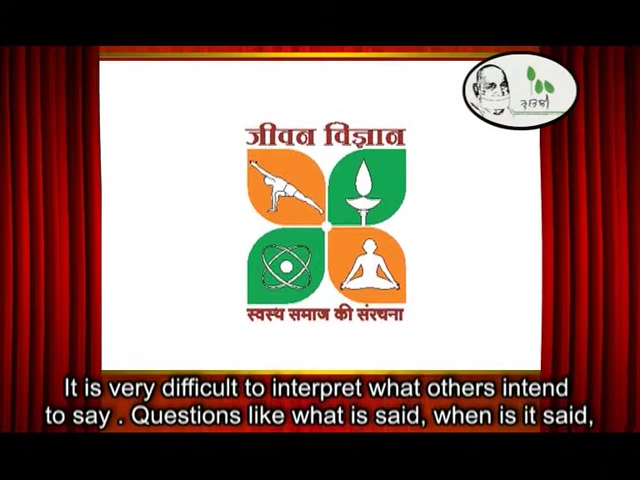 जीवन विज्ञान
स्वस्थ समाज की संरचना
It is very difficult to interpret what others intend
to say . Questions like what is said, when is it said,